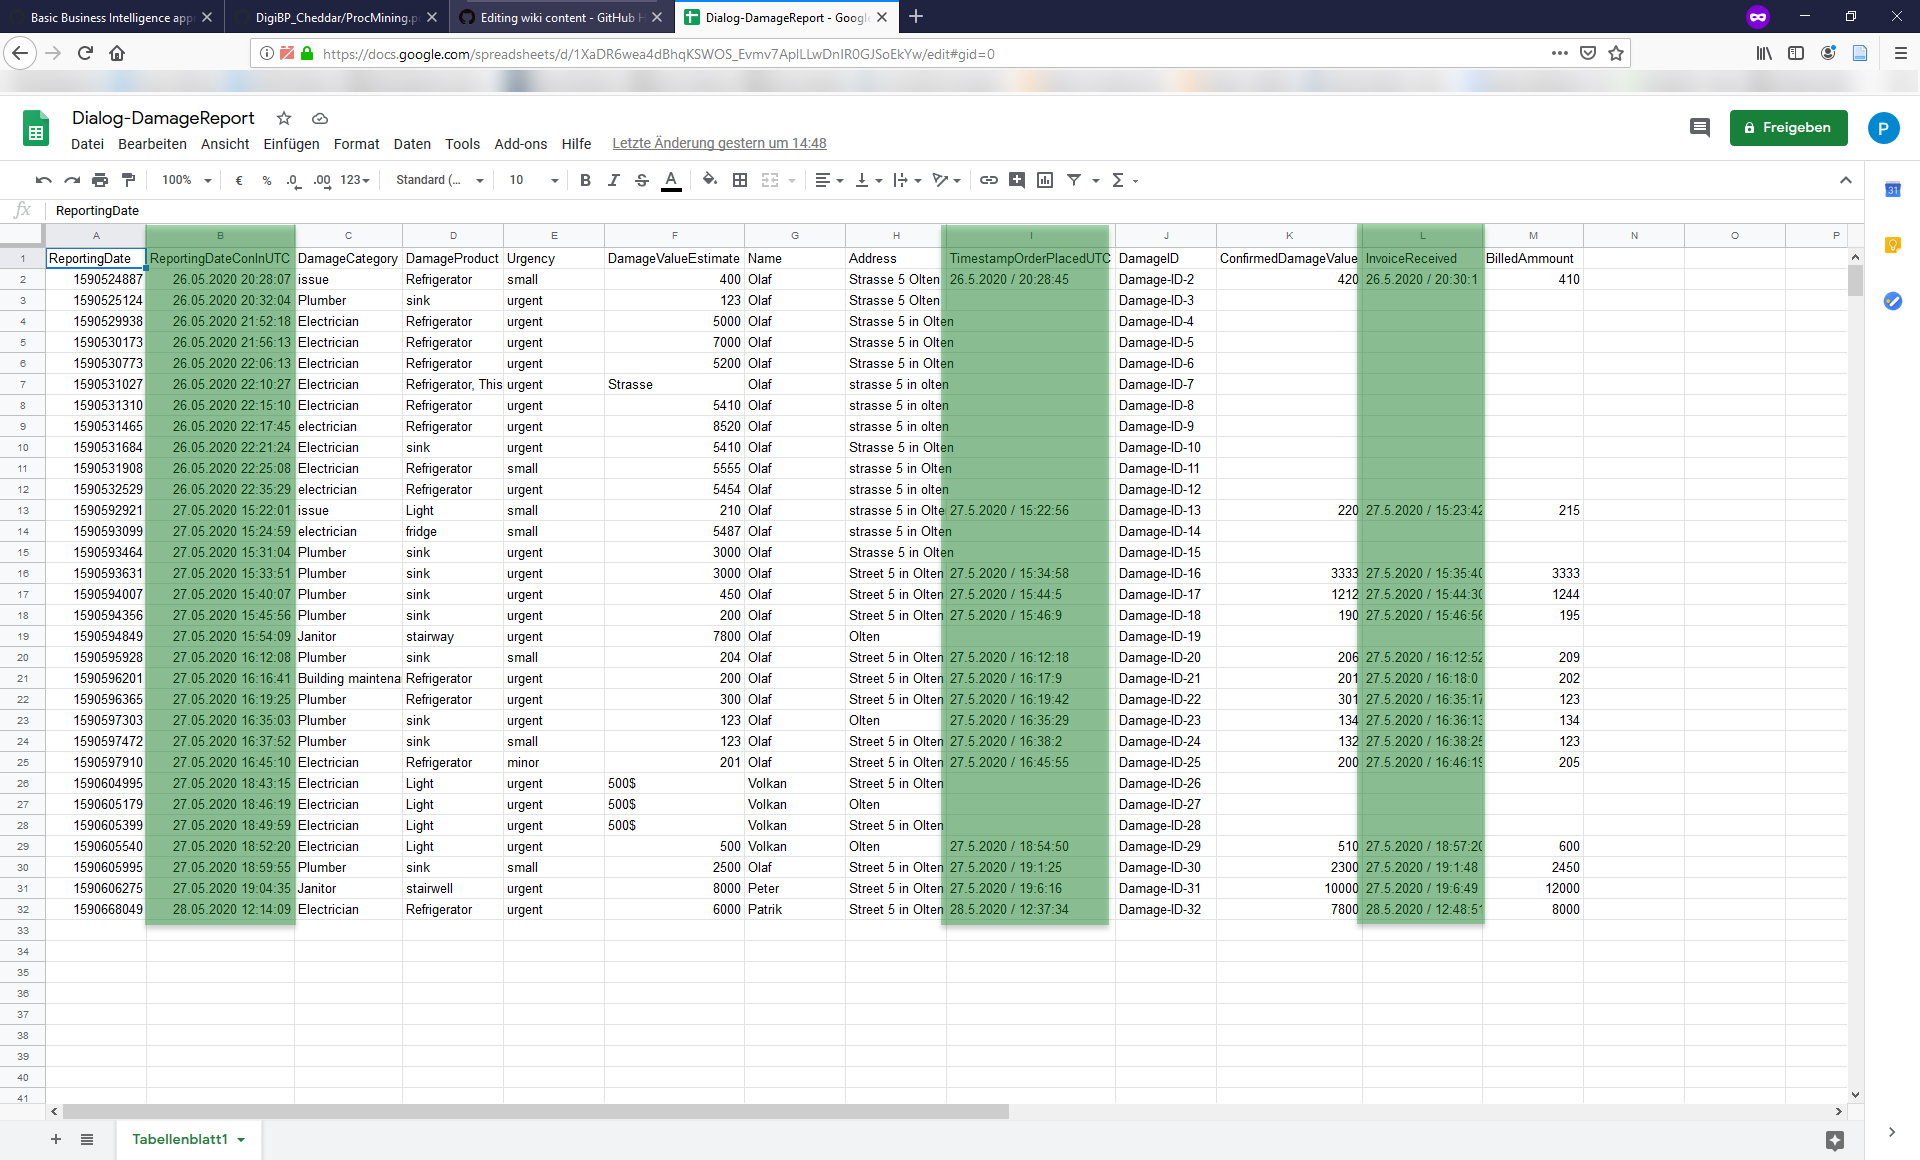 Basic Business Intelligence app DigiBP_Cheddar/ProcMining.p Editing wiki content - GitHub H Dialog-DamageReport - Google
https://docs.google.com/spreadsheets/d/1XaDR6wea4dBhqKSWOS_Evmv7AplLLwDnIR0GJSoEkYw/edit#gid=0
Dialog-DamageReport
Datei Bearbeiten Ansicht Einfügen Format Daten Tools Add-ons Hilfe Letzte Änderung gestern um 14:48
Freigeben P
100% € % .0 .00 123 Standard (... 10 B I S A Σ
31
fx ReportingDate
A B C D E F G H I J K L M N O P
1 ReportingDate ReportingDateConInUTC DamageCategory DamageProduct Urgency DamageValueEstimate Name Address TimestampOrderPlacedUTC DamageID ConfirmedDamageValue InvoiceReceived BilledAmmount
2 1590524887 26.05.2020 20:28:07 issue Refrigerator small 400 Olaf Strasse 5 Olten 26.5.2020 / 20:28:45 Damage-ID-2 420 26.5.2020 / 20:30:1 410
3 1590525124 26.05.2020 20:32:04 Plumber sink urgent 123 Olaf Strasse 5 Olten Damage-ID-3
4 1590529938 26.05.2020 21:52:18 Electrician Refrigerator urgent 5000 Olaf Strasse 5 in Olten Damage-ID-4
5 1590530173 26.05.2020 21:56:13 Electrician Refrigerator urgent 7000 Olaf Strasse 5 in Olten Damage-ID-5
6 1590530773 26.05.2020 22:06:13 Electrician Refrigerator urgent 5200 Olaf Strasse 5 in Olten Damage-ID-6
7 1590531027 26.05.2020 22:10:27 Electrician Refrigerator, This urgent Strasse Olaf strasse 5 in olten Damage-ID-7
8 1590531310 26.05.2020 22:15:10 Electrician Refrigerator urgent 5410 Olaf strasse 5 in olten Damage-ID-8
9 1590531465 26.05.2020 22:17:45 electrician Refrigerator urgent 8520 Olaf strasse 5 in olten Damage-ID-9
10 1590531684 26.05.2020 22:21:24 Electrician sink urgent 5410 Olaf Strasse 5 in Olten Damage-ID-10
11 1590531908 26.05.2020 22:25:08 Electrician Refrigerator small 5555 Olaf strasse 5 in Olten Damage-ID-11
12 1590532529 26.05.2020 22:35:29 electrician Refrigerator urgent 5454 Olaf strasse 5 in olten Damage-ID-12
13 1590592921 27.05.2020 15:22:01 issue Light small 210 Olaf strasse 5 in Olte 27.5.2020 / 15:22:56 Damage-ID-13 220 27.5.2020 / 15:23:42 215
14 1590593099 27.05.2020 15:24:59 electrician fridge small 5487 Olaf strasse 5 in Olten Damage-ID-14
15 1590593464 27.05.2020 15:31:04 Plumber sink urgent 3000 Olaf Strasse 5 in Olten Damage-ID-15
16 1590593631 27.05.2020 15:33:51 Plumber sink urgent 3000 Olaf Street 5 in Olten 27.5.2020 / 15:34:58 Damage-ID-16 3333 27.5.2020 / 15:35:40 3333
17 1590594007 27.05.2020 15:40:07 Plumber sink urgent 450 Olaf Street 5 in Olten 27.5.2020 / 15:44:5 Damage-ID-17 1212 27.5.2020 / 15:44:30 1244
18 1590594356 27.05.2020 15:45:56 Plumber sink urgent 200 Olaf Street 5 in Olten 27.5.2020 / 15:46:9 Damage-ID-18 190 27.5.2020 / 15:46:56 195
19 1590594849 27.05.2020 15:54:09 Janitor stairway urgent 7800 Olaf Olten Damage-ID-19
20 1590595928 27.05.2020 16:12:08 Plumber sink small 204 Olaf Street 5 in Olten 27.5.2020 / 16:12:18 Damage-ID-20 206 27.5.2020 / 16:12:52 209
21 1590596201 27.05.2020 16:16:41 Building maintena Refrigerator urgent 200 Olaf Street 5 in Olten 27.5.2020 / 16:17:9 Damage-ID-21 201 27.5.2020 / 16:18:0 202
22 1590596365 27.05.2020 16:19:25 Plumber Refrigerator urgent 300 Olaf Street 5 in Olten 27.5.2020 / 16:19:42 Damage-ID-22 301 27.5.2020 / 16:35:17 123
23 1590597303 27.05.2020 16:35:03 Plumber sink urgent 123 Olaf Olten 27.5.2020 / 16:35:29 Damage-ID-23 134 27.5.2020 / 16:36:13 134
24 1590597472 27.05.2020 16:37:52 Plumber sink small 123 Olaf Street 5 in Olten 27.5.2020 / 16:38:2 Damage-ID-24 132 27.5.2020 / 16:38:25 123
25 1590597910 27.05.2020 16:45:10 Electrician Refrigerator minor 201 Olaf Street 5 in Olten 27.5.2020 / 16:45:55 Damage-ID-25 200 27.5.2020 / 16:46:19 205
26 1590604995 27.05.2020 18:43:15 Electrician Light urgent 500$ Volkan Street 5 in Olten Damage-ID-26
27 1590605179 27.05.2020 18:46:19 Electrician Light urgent 500$ Volkan Olten Damage-ID-27
28 1590605399 27.05.2020 18:49:59 Electrician Light urgent 500$ Volkan Street 5 in Olten Damage-ID-28
29 1590605540 27.05.2020 18:52:20 Electrician Light urgent 500 Volkan Olten 27.5.2020 / 18:54:50 Damage-ID-29 510 27.5.2020 / 18:57:20 600
30 1590605995 27.05.2020 18:59:55 Plumber sink small 2500 Olaf Street 5 in Olten 27.5.2020 / 19:1:25 Damage-ID-30 2300 27.5.2020 / 19:1:48 2450
31 1590606275 27.05.2020 19:04:35 Janitor stairwell urgent 8000 Peter Street 5 in Olten 27.5.2020 / 19:6:16 Damage-ID-31 10000 27.5.2020 / 19:6:49 12000
32 1590668049 28.05.2020 12:14:09 Electrician Refrigerator urgent 6000 Patrik Street 5 in Olten 28.5.2020 / 12:37:34 Damage-ID-32 7800 28.5.2020 / 12:48:51 8000
33
34
35
36
37
38
39
40
41
Tabellenblatt1